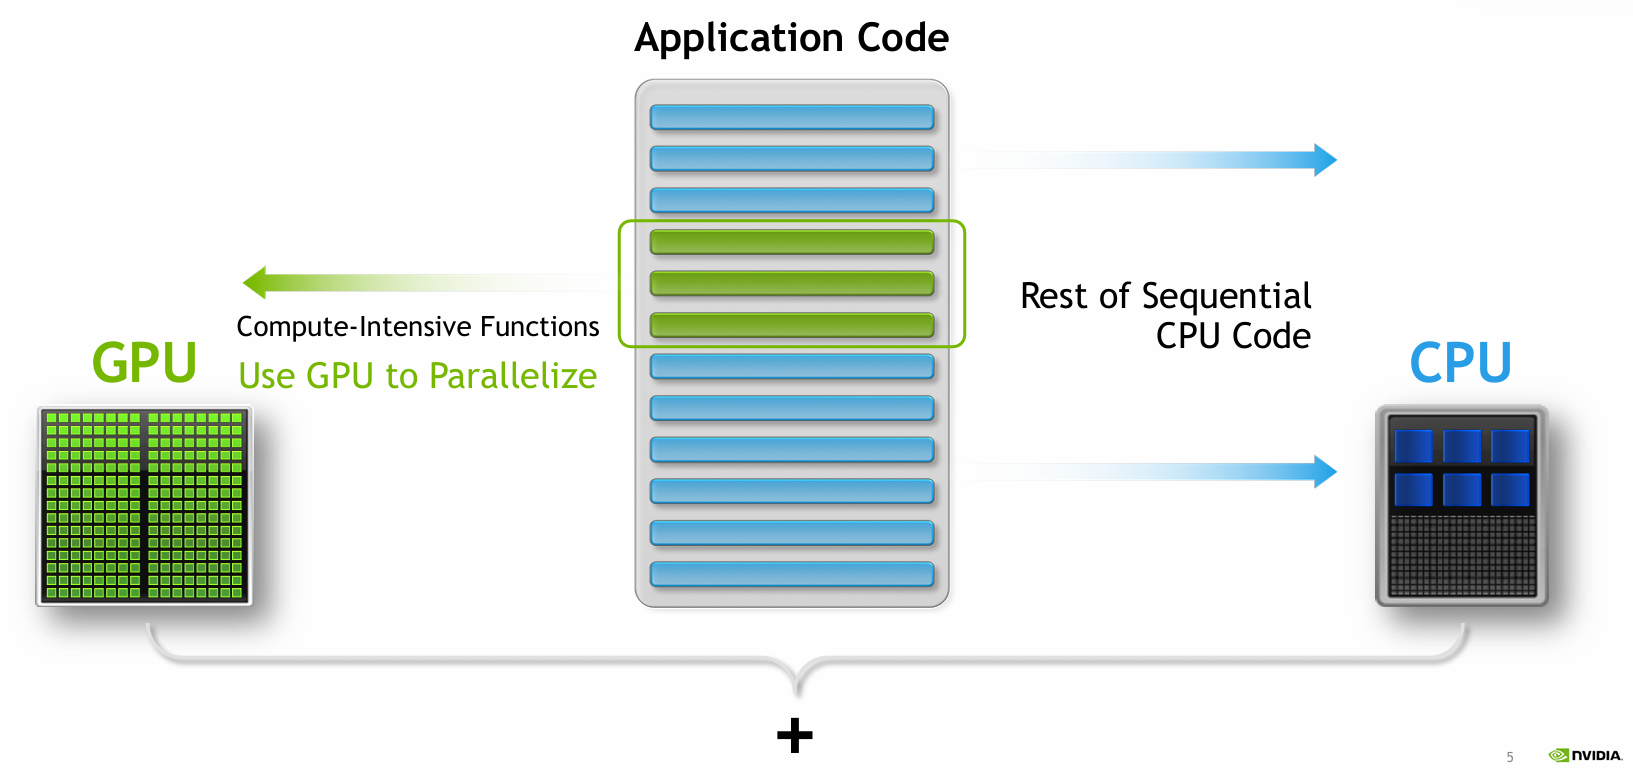 Application Code
Compute-Intensive Functions
GPU
Use GPU to Parallelize
Rest of Sequential
CPU Code
CPU
+
5
NVIDIA.